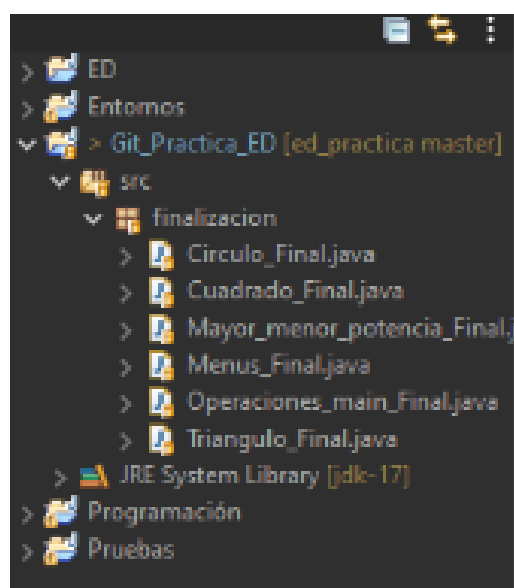 ED
Entornos
> Git_Practica_ED [ed_practica master]
src
finalizacion
Circulo_Final.java
Cuadrado_Final.java
Mayor_menor_potencia_Final.j
Menus_Final.java
Operaciones_main_Final.java
Triangulo_Final.java
JRE System Library [jdk-17]
Programación
Pruebas